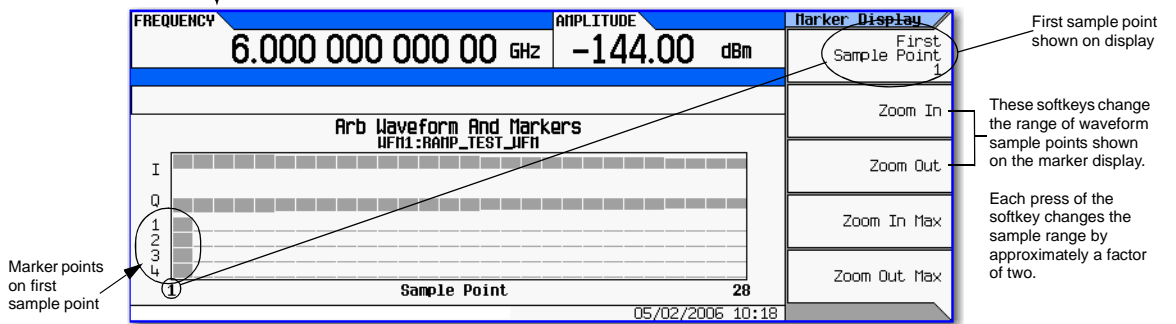 FREQUENCY
6.000 000 000 00 GHz
AMPLITUDE
-144.00 dBm
Arb Waveform And Markers
WFM1:RAMP_TEST_WFM
I
Q
1
2
3
4
1
Sample Point
28
05/02/2006 10:18
Marker Display
First
Sample Point
1
Zoom In
Zoom Out
Zoom In Max
Zoom Out Max
Marker points
on first
sample point
First sample point
shown on display
These softkeys change
the range of waveform
sample points shown
on the marker display.
Each press of the
softkey changes the
sample range by
approximately a factor
of two.